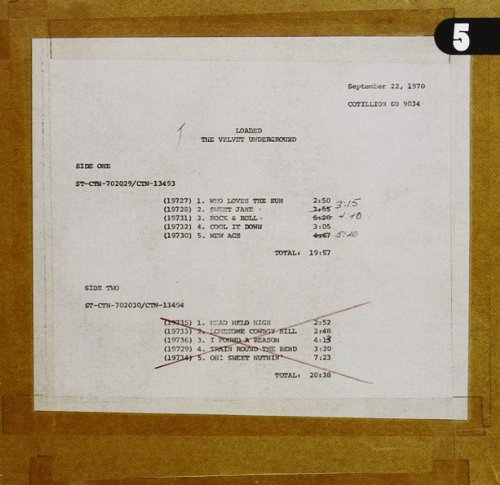 5
September 22, 1970
COTILLION SD 9034
LOADED
THE VELVET UNDERGROUND
SIDE ONE
ST-CTN-702029/CTN-13493
(19727) 1. WHO LOVES THE SUN 2:50
(19728) 2. SWEET JANE 3:55 3:15
(19731) 3. ROCK & ROLL 5:20 4:40
(19732) 4. COOL IT DOWN 3:05
(19730) 5. NEW AGE 4:47 5:20
TOTAL: 19:57
SIDE TWO
ST-CTN-702030/CTN-13494
(19735) 1. HEAD HELD HIGH 2:52
(19733) 2. LONESOME COWBOY BILL 2:48
(19736) 3. I FOUND A REASON 4:13
(19729) 4. TRAIN ROUND THE BEND 3:20
(19734) 5. OH! SWEET NUTHIN' 7:23
TOTAL: 20:38